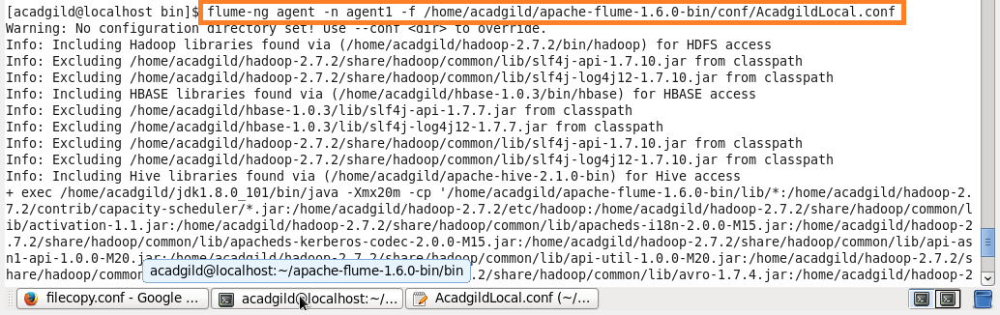 [acadgild@localhost bin]$ flume-ng agent -n agent1 -f /home/acadgild/apache-flume-1.6.0-bin/conf/AcadgildLocal.conf
Warning: No configuration directory set! Use --conf <dir> to override.
Info: Including Hadoop libraries found via (/home/acadgild/hadoop-2.7.2/bin/hadoop) for HDFS access
Info: Excluding /home/acadgild/hadoop-2.7.2/share/hadoop/common/lib/slf4j-api-1.7.10.jar from classpath
Info: Excluding /home/acadgild/hadoop-2.7.2/share/hadoop/common/lib/slf4j-log4j12-1.7.10.jar from classpath
Info: Including HBASE libraries found via (/home/acadgild/hbase-1.0.3/bin/hbase) for HBASE access
Info: Excluding /home/acadgild/hbase-1.0.3/lib/slf4j-api-1.7.7.jar from classpath
Info: Excluding /home/acadgild/hbase-1.0.3/lib/slf4j-log4j12-1.7.7.jar from classpath
Info: Excluding /home/acadgild/hadoop-2.7.2/share/hadoop/common/lib/slf4j-api-1.7.10.jar from classpath
Info: Excluding /home/acadgild/hadoop-2.7.2/share/hadoop/common/lib/slf4j-log4j12-1.7.10.jar from classpath
Info: Including Hive libraries found via (/home/acadgild/apache-hive-2.1.0-bin) for Hive access
+ exec /home/acadgild/jdk1.8.0_101/bin/java -Xmx20m -cp '/home/acadgild/apache-flume-1.6.0-bin/lib/*:/home/acadgild/hadoop-2.
7.2/contrib/capacity-scheduler/*.jar:/home/acadgild/hadoop-2.7.2/etc/hadoop:/home/acadgild/hadoop-2.7.2/share/hadoop/common/l
ib/activation-1.1.jar:/home/acadgild/hadoop-2.7.2/share/hadoop/common/lib/apacheds-i18n-2.0.0-M15.jar:/home/acadgild/hadoop-2
.7.2/share/hadoop/common/lib/apacheds-kerberos-codec-2.0.0-M15.jar:/home/acadgild/hadoop-2.7.2/share/hadoop/common/lib/api-as
n1-api-1.0.0-M20.jar:/home/acadgild/hadoop-2.7.2/share/hadoop/common/lib/api-util-1.0.0-M20.jar:/home/acadgild/hadoop-2.7.2/s
hare/hadoop/common lib/avro-1.7.4.jar:/home/acadgild/hadoop-2
acadgild@localhost:~/apache-flume-1.6.0-bin/bin
filecopy.conf - Google ... acadgild@localhost:~/... AcadgildLocal.conf (~/...